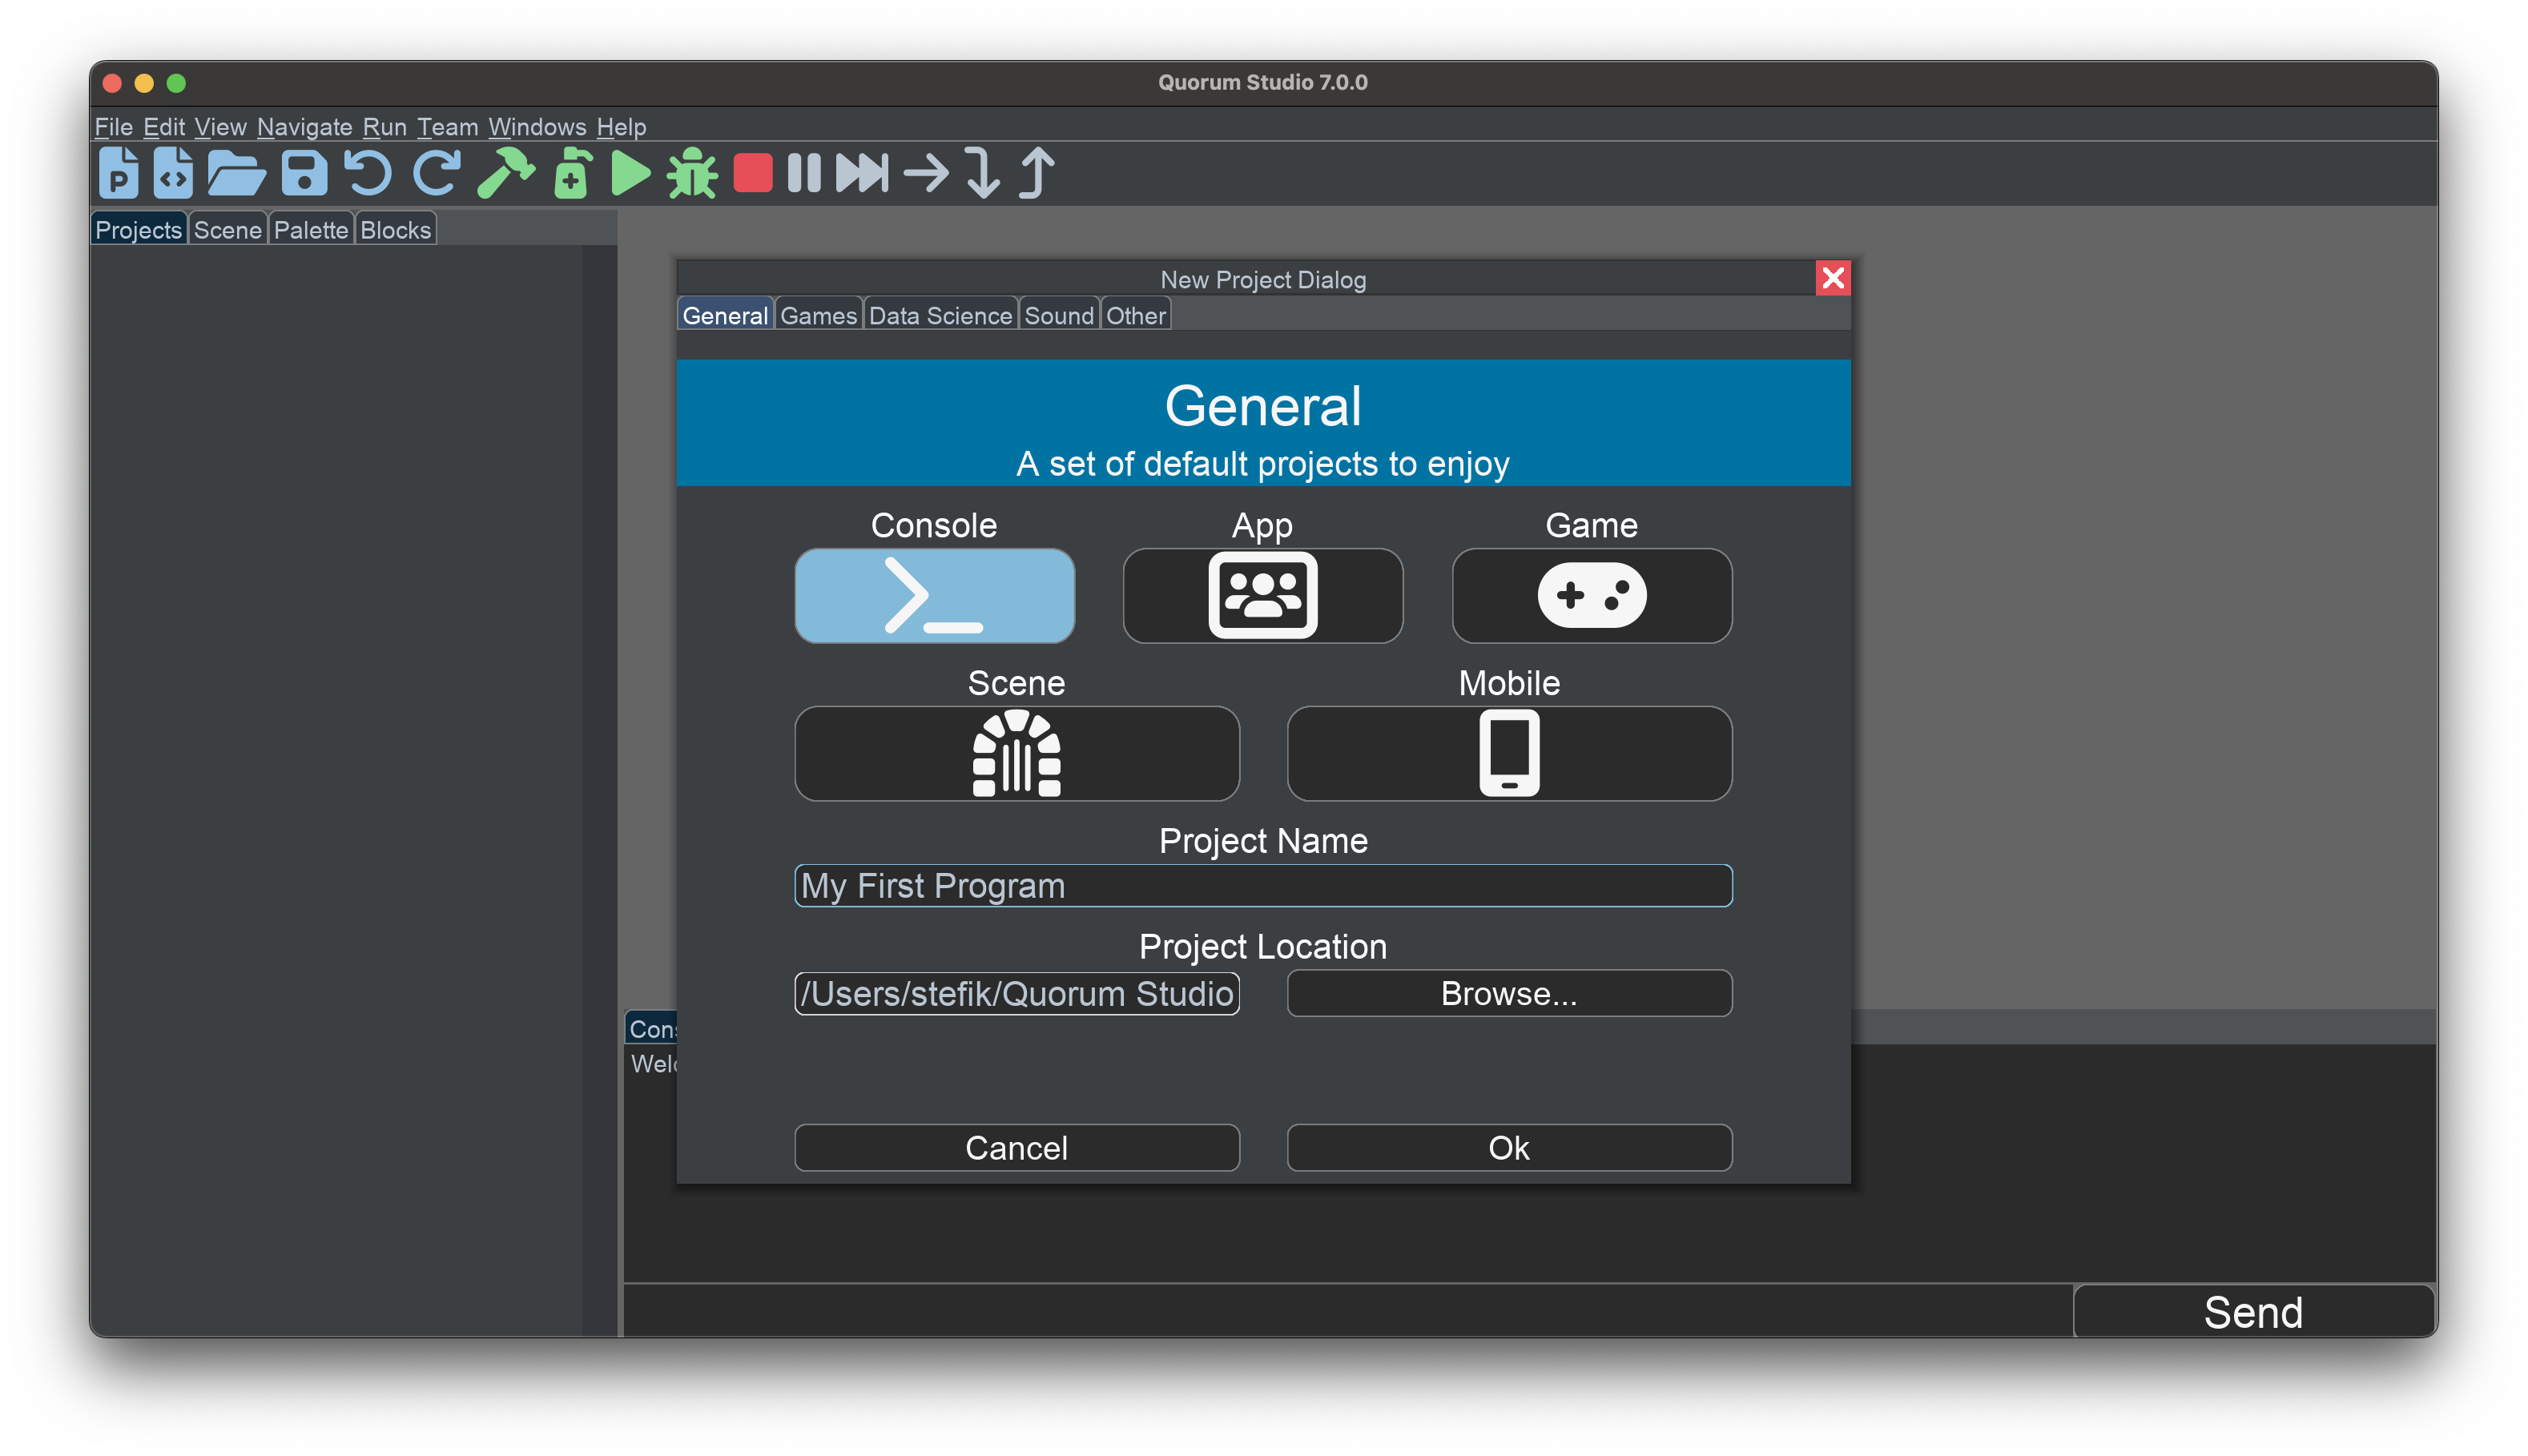 Quorum Studio 7.0.0
File Edit View Navigate Run Team Windows Help
Projects Scene Palette Blocks
New Project Dialog
General Games Data Science Sound Other
General
A set of default projects to enjoy
Console App Game
Scene Mobile
Project Name
My First Program
Project Location
/Users/stefik/Quorum Studio Browse...
Cancel Ok
Send